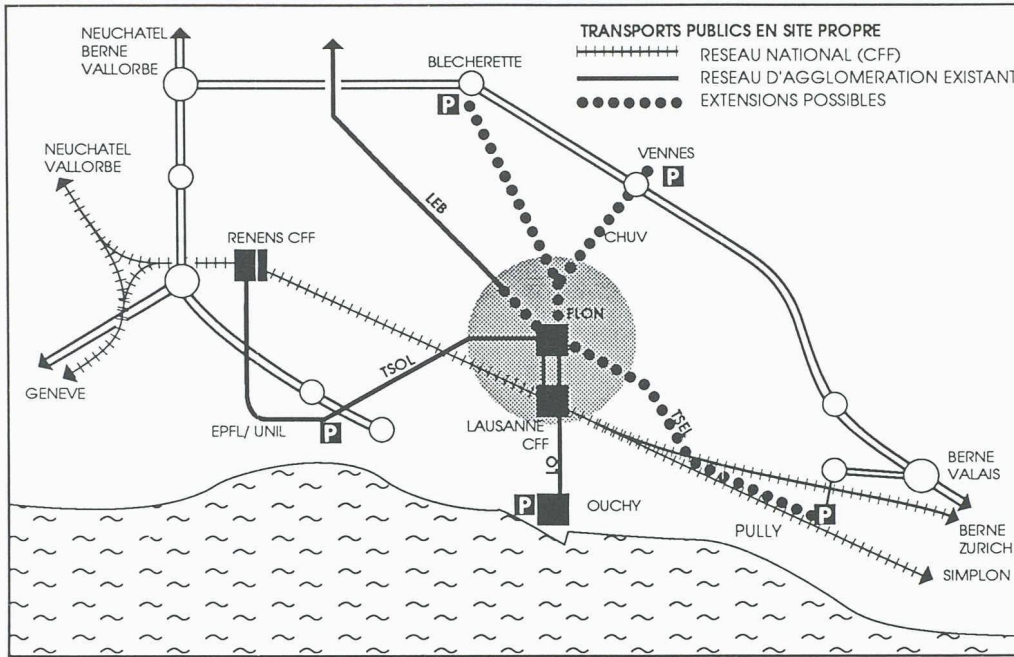 TRANSPORTS PUBLICS EN SITE PROPRE
RESEAU NATIONAL (CFF)
RESEAU D'AGGLOMERATION EXISTANT
EXTENSIONS POSSIBLES
NEUCHATEL
BERNE
VALLORBE
BLECHERETTE
P
NEUCHATEL
VALLORBE
VENNES
P
LEB
CHUV
RENENS CFF
FLON
TSOL
GENEVE
LAUSANNE
CFF
TSEL
EPFL/ UNIL
P
BERNE
VALAIS
LO
P
OUCHY
P
PULLY
BERNE
ZURICH
SIMPLON